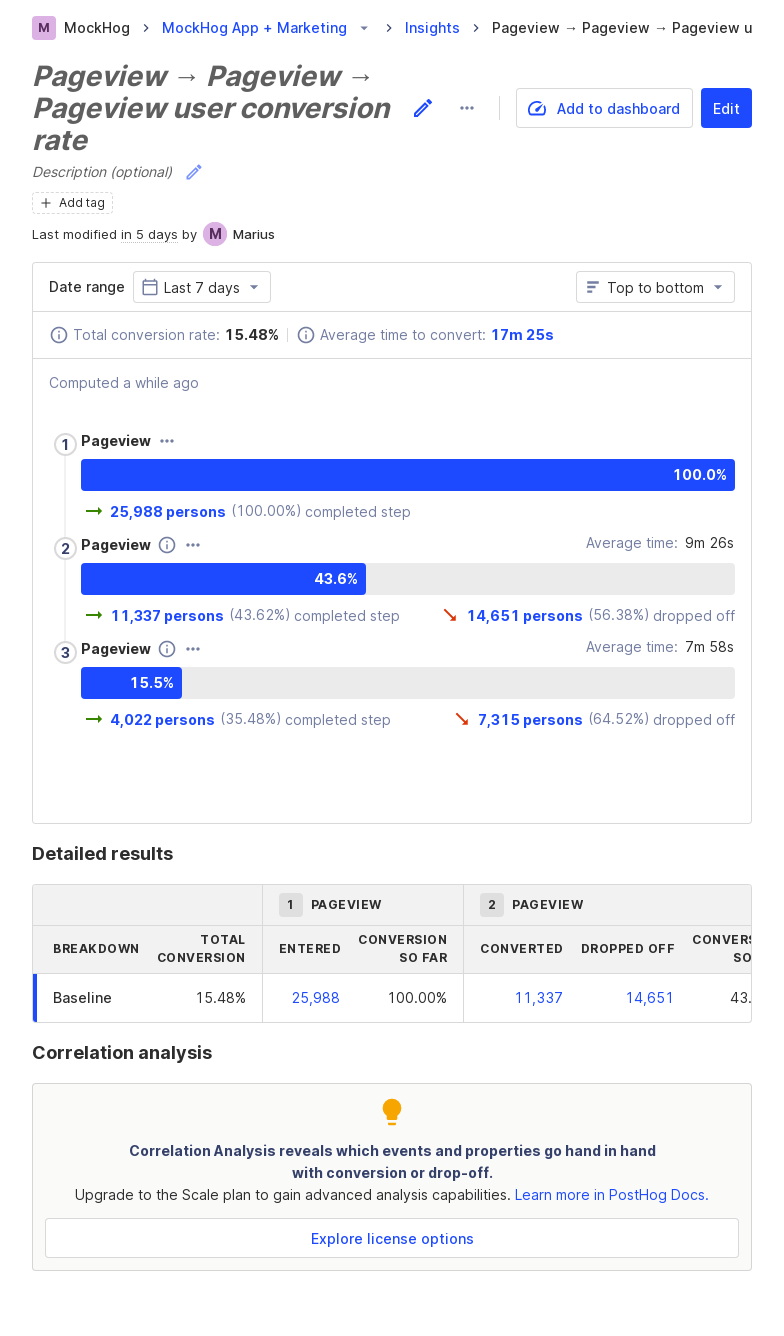 M MockHog > MockHog App + Marketing > Insights > Pageview → Pageview → Pageview u
Pageview → Pageview →
Pageview user conversion
rate
Add to dashboard
Edit
Description (optional)
Add tag
Last modified in 5 days by M Marius
Date range Last 7 days Top to bottom
Total conversion rate: 15.48% Average time to convert: 17m 25s
Computed a while ago
1 Pageview
100.0%
25,988 persons (100.00%) completed step
2 Pageview Average time: 9m 26s
43.6%
11,337 persons (43.62%) completed step 14,651 persons (56.38%) dropped off
3 Pageview Average time: 7m 58s
15.5%
4,022 persons (35.48%) completed step 7,315 persons (64.52%) dropped off
Detailed results
1 PAGEVIEW 2 PAGEVIEW
BREAKDOWN TOTAL CONVERSION ENTERED CONVERSION SO FAR CONVERTED DROPPED OFF CONVERS SO
Baseline 15.48% 25,988 100.00% 11,337 14,651 43.
Correlation analysis
Correlation Analysis reveals which events and properties go hand in hand
with conversion or drop-off.
Upgrade to the Scale plan to gain advanced analysis capabilities. Learn more in PostHog Docs.
Explore license options